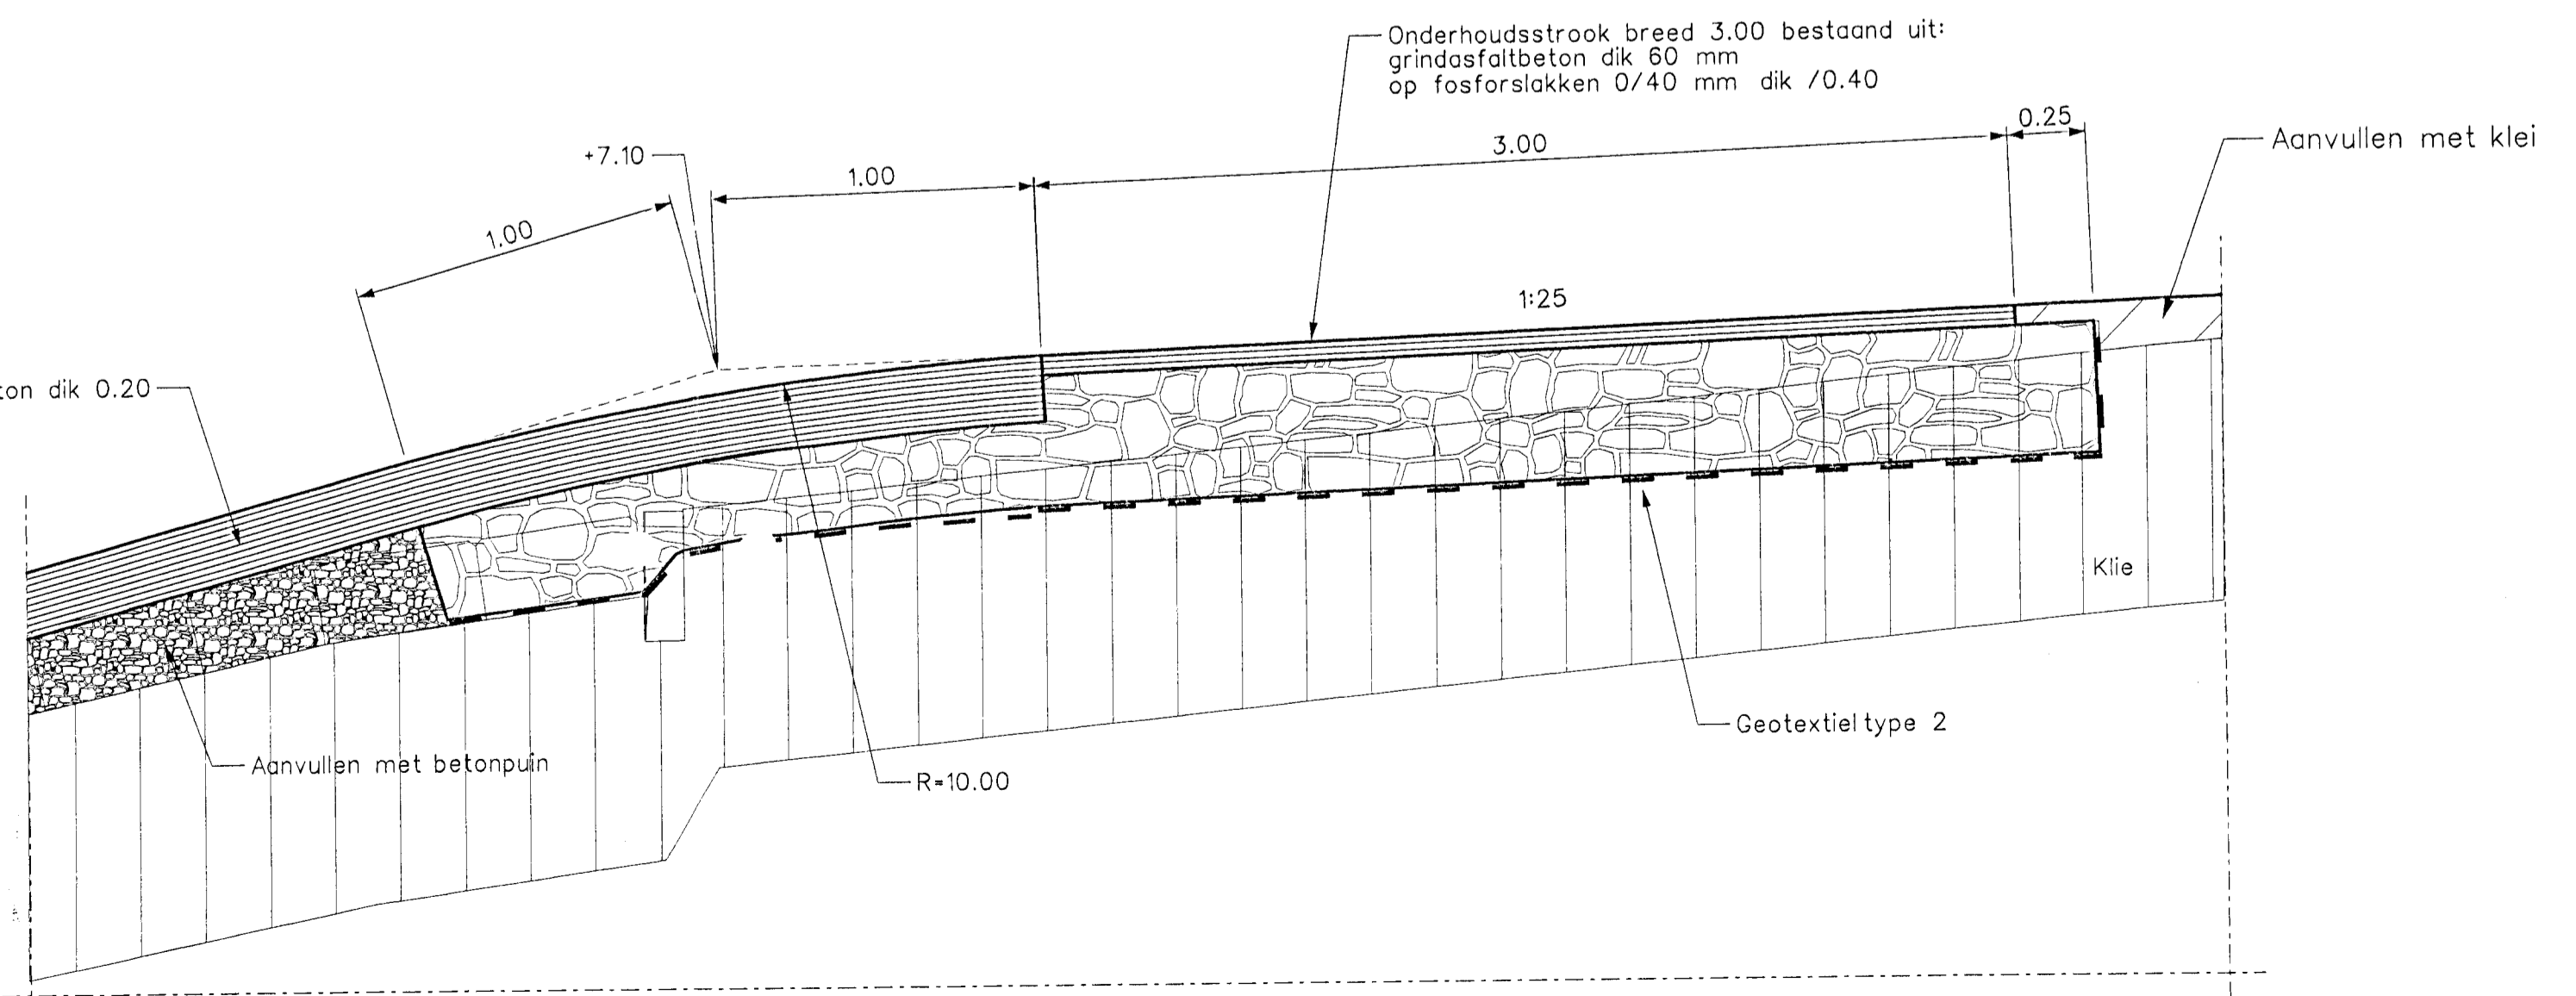 Onderhoudsstrook breed 3.00 bestaand uit:
grindasfaltbeton dik 60 mm
op fosforslakken 0/40 mm dik /0.40
0.25
Aanvullen met klei
3.00
+7.10
1.00
1.00
1:25
ton dik 0.20
Klie
Geotextiel type 2
Aanvullen met betonpuin
R=10.00